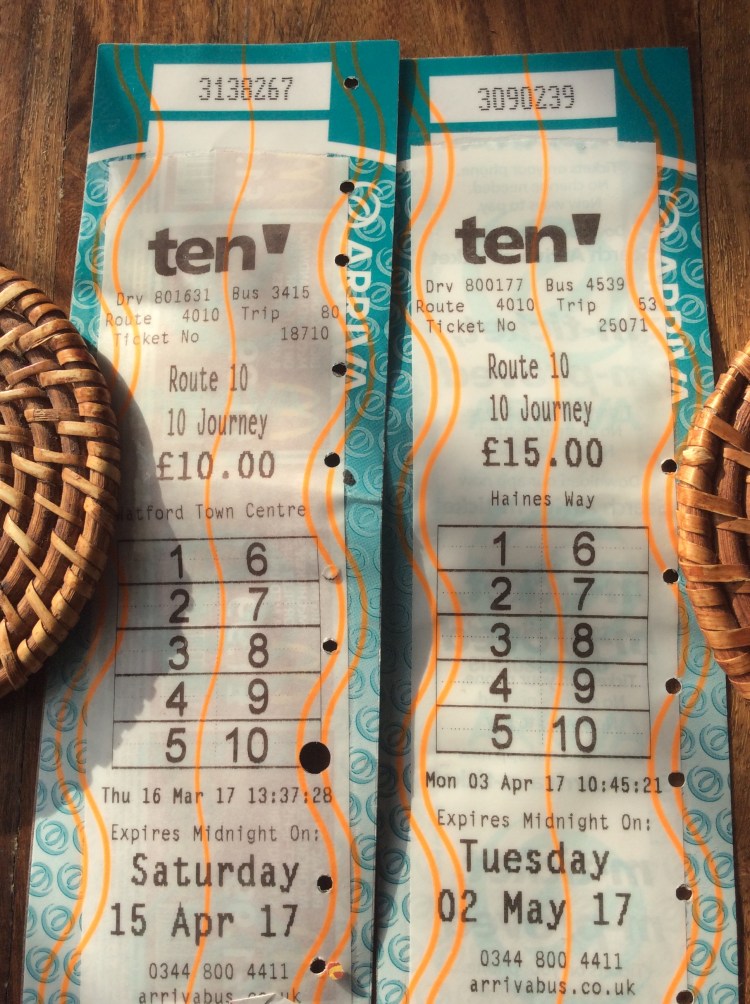 3138267
ARRIVA
ten
Drv 801631 Bus 3415
Route 4010 Trip 80
Ticket No 18710
Route 10
10 Journey
£10.00
Town Centre
1 6
2 7
3 8
4 9
5 10
Thu 16 Mar 17 13:37:28
Expires Midnight On:
Saturday
15 Apr 17
0344 800 4411
3090239
ARRIVA
ten
Drv 800177 Bus 4539
Route 4010 Trip 53
Ticket No 25071
Route 10
10 Journey
£15.00
Haines Way
1 6
2 7
3 8
4 9
5 10
Mon 03 Apr 17 10:45:21
Expires Midnight On:
Tuesday
02 May 17
0344 800 4411
arrivabus.co.uk